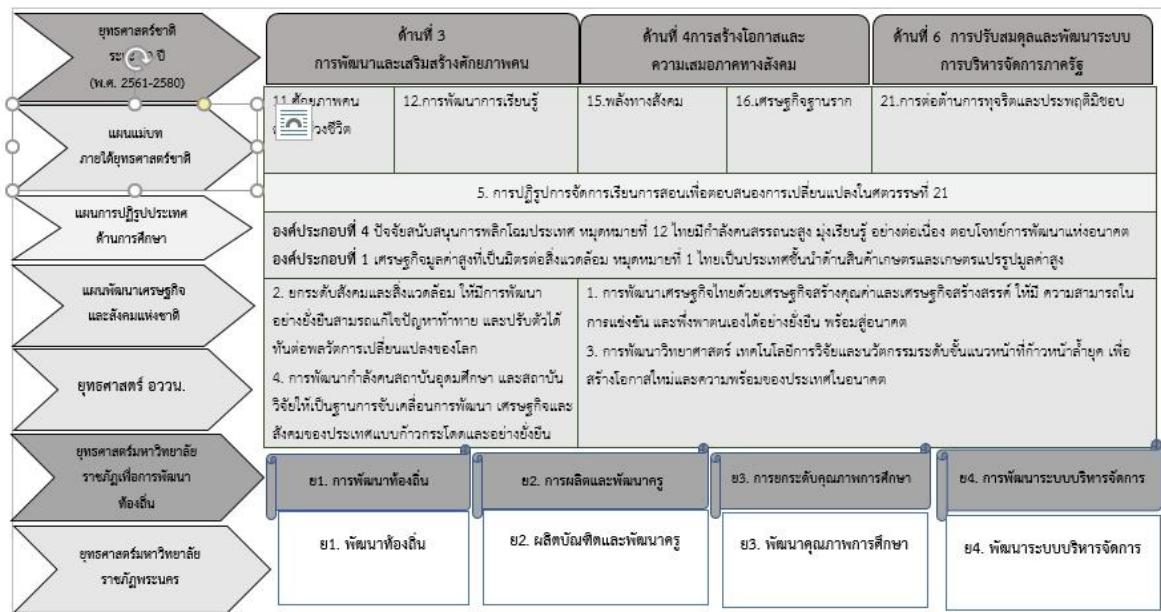 ยุทธศาสตร์ชาติ
ระยะ ปี
(พ.ศ. 2561-2580)
ด้านที่ 3
การพัฒนาและเสริมสร้างศักยภาพคน
ด้านที่ 4การสร้างโอกาสและ
ความเสมอภาคทางสังคม
ด้านที่ 6 การปรับสมดุลและพัฒนาระบบ
การบริหารจัดการภาครัฐ
แผนแม่บท
ภายใต้ยุทธศาสตร์ชาติ
11.ศักยภาพคน
ช่วงชีวิต
12.การพัฒนาการเรียนรู้
15.พลังทางสังคม
16.เศรษฐกิจฐานราก
21.การต่อต้านการทุจริตและประพฤติมิชอบ
แผนการปฏิรูปประเทศ
ด้านการศึกษา
5. การปฏิรูปการจัดการเรียนการสอนเพื่อตอบสนองการเปลี่ยนแปลงในศตวรรษที่ 21
แผนพัฒนาเศรษฐกิจ
และสังคมแห่งชาติ
องค์ประกอบที่ 4 ปัจจัยสนับสนุนการพลิกโฉมประเทศ หมุดหมายที่ 12 ไทยมีกำลังคนสรรถนะสูง มุ่งเรียนรู้ อย่างต่อเนื่อง ตอบโจทย์การพัฒนาแห่งอนาคต
องค์ประกอบที่ 1 เศรษฐกิจมูลค่าสูงที่เป็นมิตรต่อสิ่งแวดล้อม หมุดหมายที่ 1 ไทยเป็นประเทศชั้นนำด้านสินค้าเกษตรและเกษตรแปรรูปมูลค่าสูง
ยุทธศาสตร์ อววน.
2. ยกระดับสังคมและสิ่งแวดล้อม ให้มีการพัฒนา
อย่างยั่งยืนสามรถแก้ไขปัญหาท้าทาย และปรับตัวได้
ทันต่อพลวัตการเปลี่ยนแปลงของโลก
4. การพัฒนากำลังคนสถาบันอุดมศึกษา และสถาบัน
วิจัยให้เป็นฐานการขับเคลื่อนการพัฒนา เศรษฐกิจและ
สังคมของประเทศแบบก้าวกระโดดและอย่างยั่งยืน
1. การพัฒนาเศรษฐกิจไทยด้วยเศรษฐกิจสร้างคุณค่าและเศรษฐกิจสร้างสรรค์ ให้มี ความสามารถใน
การแข่งขัน และพึ่งพาตนเองได้อย่างยั่งยืน พร้อมสู่อนาคต
3. การพัฒนาวิทยาศาสตร์ เทคโนโลยีการวิจัยและนวัตกรรมระดับขั้นแนวหน้าที่ก้าวหน้าล้ำยุค เพื่อ
สร้างโอกาสใหม่และความพร้อมของประเทศในอนาคต
ยุทธศาสตร์มหาวิทยาลัย
ราชภัฏเพื่อการพัฒนา
ท้องถิ่น
ย1. การพัฒนาท้องถิ่น
ย2. การผลิตและพัฒนาครู
ย3. การยกระดับคุณภาพการศึกษา
ย4. การพัฒนาระบบบริหารจัดการ
ยุทธศาสตร์มหาวิทยาลัย
ราชภัฏพระนคร
ย1. พัฒนาท้องถิ่น
ย2. ผลิตบัณฑิตและพัฒนาครู
ย3. พัฒนาคุณภาพการศึกษา
ย4. พัฒนาระบบบริหารจัดการ